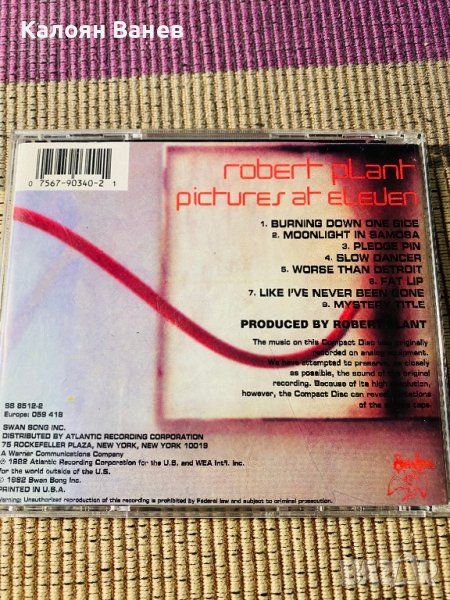 Калоян Ванев
0 7567-90340-2 1
robert plant
pictures at eleven
1. BURNING DOWN ONE SIDE
2. MOONLIGHT IN SAMOSA
3. PLEDGE PIN
4. SLOW DANCER
5. WORSE THAN DETROIT
6. FAT LIP
7. LIKE I'VE NEVER BEEN GONE
8. MYSTERY TITLE
PRODUCED BY ROBERT PLANT
The music on this Compact Disc was originally
recorded on analog equipment.
We have attempted to preserve, as closely
as possible, the sound of the original
recording. Because of its high resolution,
however, the Compact Disc can reveal limitations
of the source tape.
SS 8512-2
Europe: 059 418
SWAN SONG INC.
DISTRIBUTED BY ATLANTIC RECORDING CORPORATION
75 ROCKEFELLER PLAZA, NEW YORK, NEW YORK 10019
A Warner Communications Company
℗ 1982 Atlantic Recording Corporation for the U.S. and WEA Int'l. Inc.
for the world outside of the U.S.
© 1982 Swan Song Inc.
PRINTED IN U.S.A.
Warning: Unauthorized reproduction of this recording is prohibited by Federal law and subject to criminal prosecution.